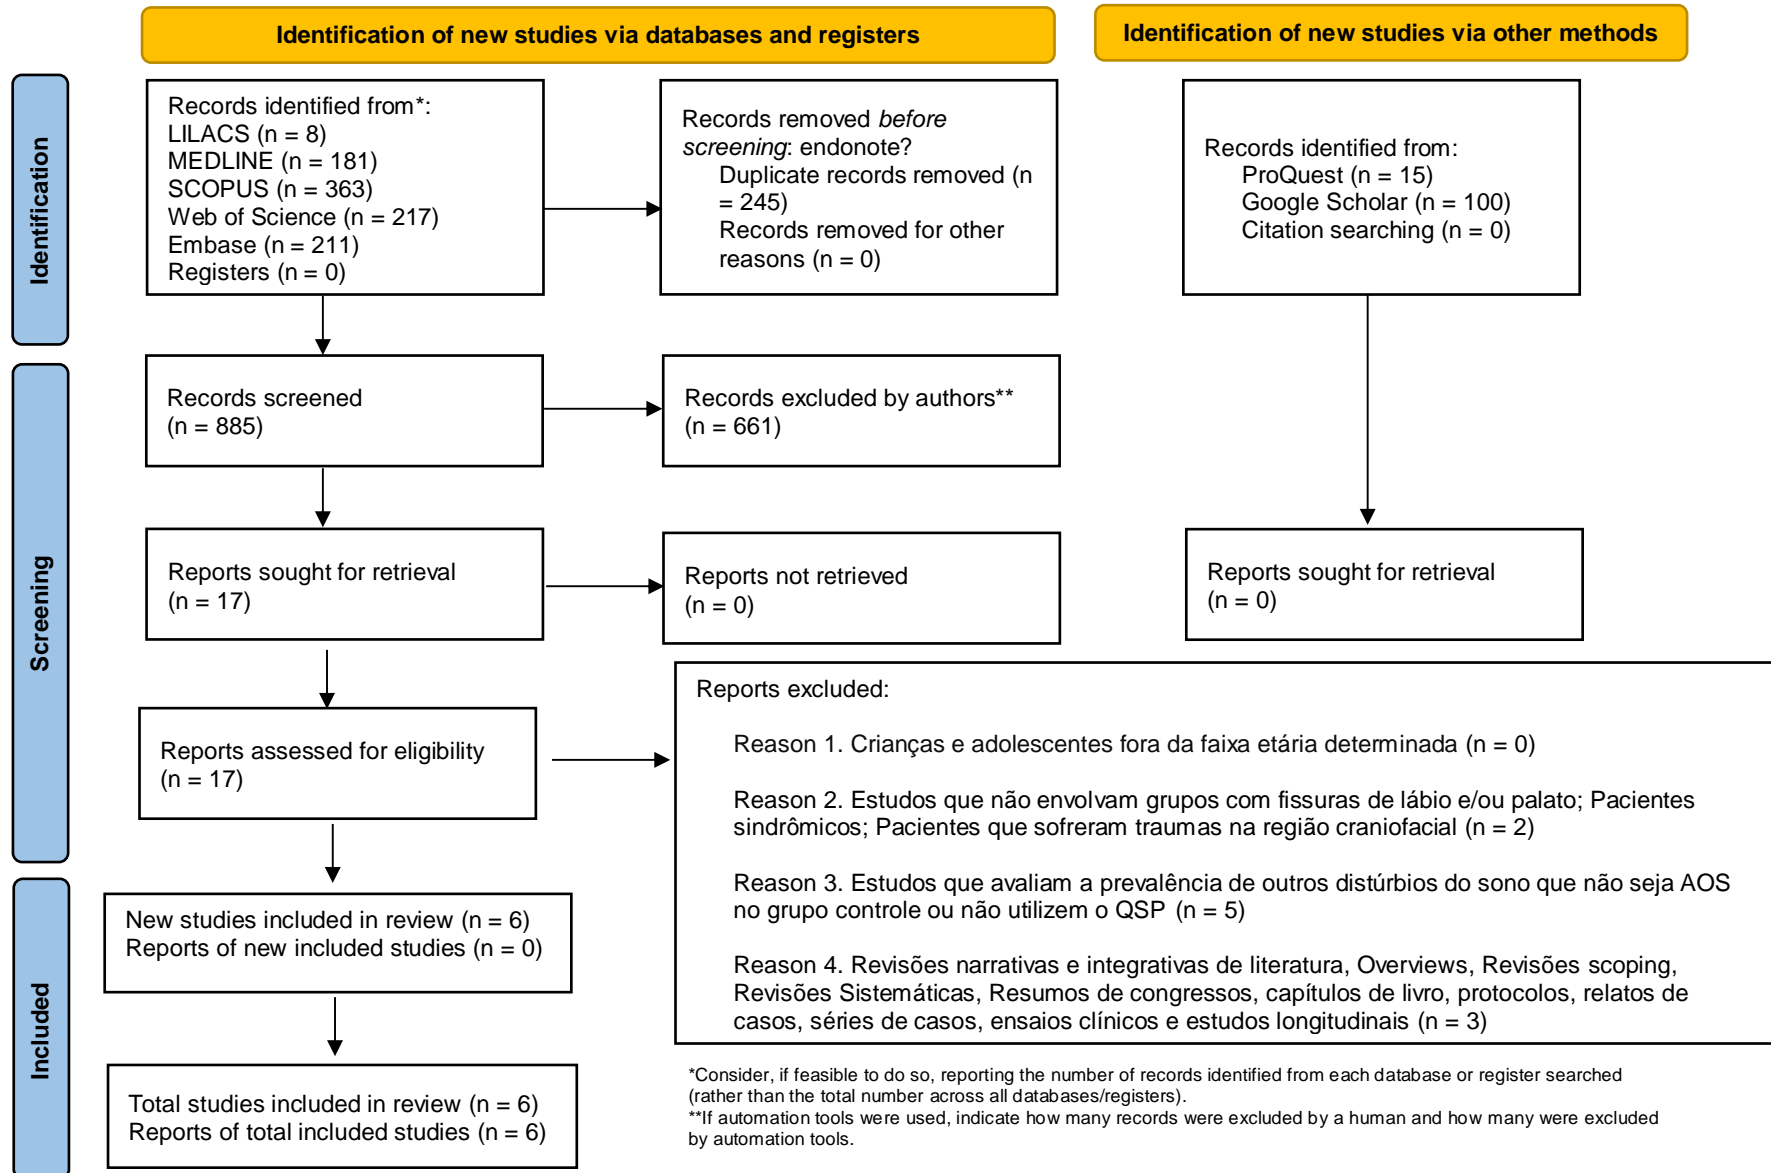 Identification of new studies via databases and registers
Identification of new studies via other methods
Identification
Records identified from*:
LILACS (n = 8)
MEDLINE (n = 181)
SCOPUS (n = 363)
Web of Science (n = 217)
Embase (n = 211)
Registers (n = 0)
Records removed before
screening: endonote?
Duplicate records removed (n
= 245)
Records removed for other
reasons (n = 0)
Records identified from:
ProQuest (n = 15)
Google Scholar (n = 100)
Citation searching (n = 0)
Screening
Records screened
(n = 885)
Records excluded by authors**
(n = 661)
Reports sought for retrieval
(n = 17)
Reports not retrieved
(n = 0)
Reports sought for retrieval
(n = 0)
Reports assessed for eligibility
(n = 17)
Reports excluded:
Reason 1. Crianças e adolescentes fora da faixa etária determinada (n = 0)
Reason 2. Estudos que não envolvam grupos com fissuras de lábio e/ou palato; Pacientes
sindrômicos; Pacientes que sofreram traumas na região craniofacial (n = 2)
Reason 3. Estudos que avaliam a prevalência de outros distúrbios do sono que não seja AOS
no grupo controle ou não utilizem o QSP (n = 5)
Reason 4. Revisões narrativas e integrativas de literatura, Overviews, Revisões scoping,
Revisões Sistemáticas, Resumos de congressos, capítulos de livro, protocolos, relatos de
casos, séries de casos, ensaios clínicos e estudos longitudinais (n = 3)
Included
New studies included in review (n = 6)
Reports of new included studies (n = 0)
Total studies included in review (n = 6)
Reports of total included studies (n = 6)
*Consider, if feasible to do so, reporting the number of records identified from each database or register searched
(rather than the total number across all databases/registers).
**If automation tools were used, indicate how many records were excluded by a human and how many were excluded
by automation tools.